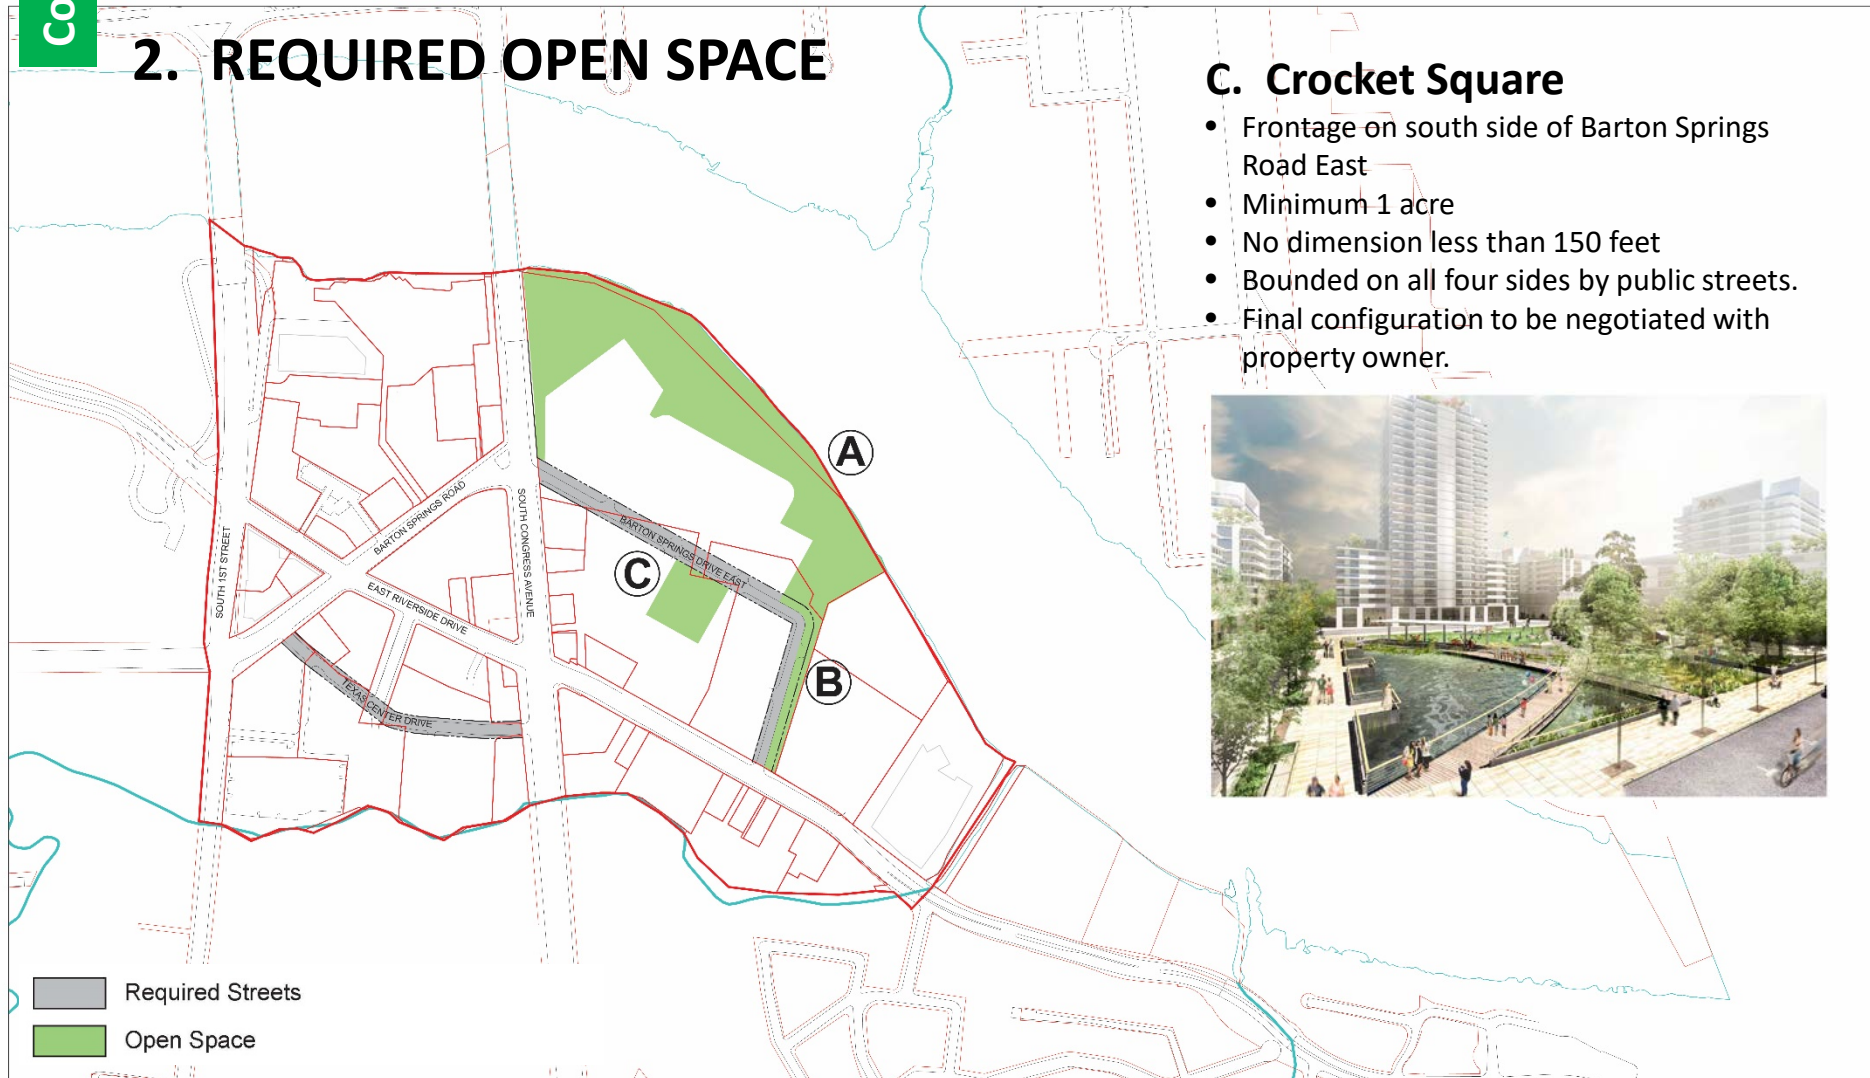 Co
2. REQUIRED OPEN SPACE
C. Crocket Square
• Frontage on south side of Barton Springs
Road East
• Minimum 1 acre
• No dimension less than 150 feet
• Bounded on all four sides by public streets.
• Final configuration to be negotiated with
property owner.
A
BARTON SPRINGS ROAD
SOUTH CONGRESS AVENUE
BARTON SPRINGS DRIVE EAST
SOUTH 1ST STREET
C
EAST RIVERSIDE DRIVE
B
TEXAS CENTER DRIVE
Required Streets
Open Space